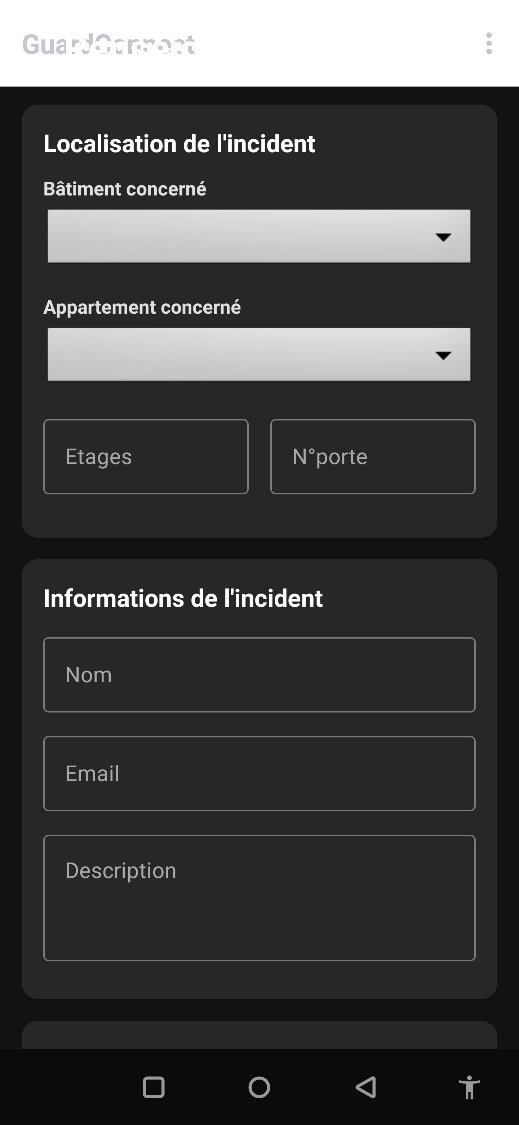 GuardConnect
Localisation de l'incident
Bâtiment concerné
Appartement concerné
Etages
N°porte
Informations de l'incident
Nom
Email
Description